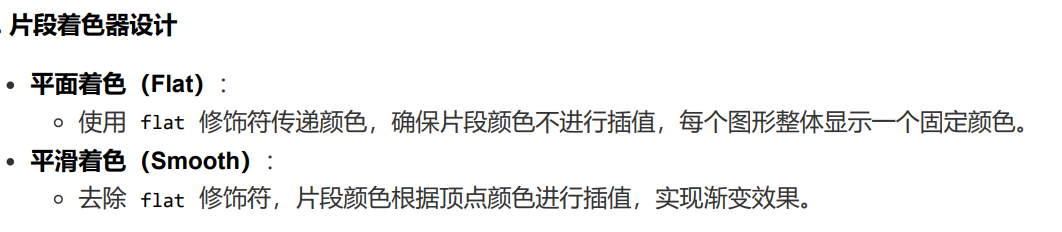 . 片段着色器设计
• 平面着色（Flat）:
◦ 使用 flat 修饰符传递颜色，确保片段颜色不进行插值，每个图形整体显示一个固定颜色。
• 平滑着色（Smooth）:
◦ 去除 flat 修饰符，片段颜色根据顶点颜色进行插值，实现渐变效果。